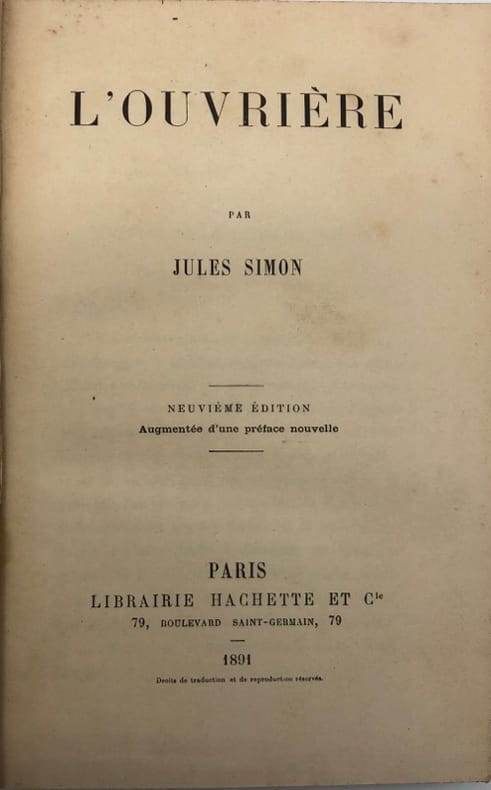 L'OUVRIÈRE
PAR
JULES SIMON
NEUVIÈME ÉDITION
Augmentée d'une préface nouvelle
PARIS
LIBRAIRIE HACHETTE ET Cie
79, BOULEVARD SAINT-GERMAIN, 79
1891
Droits de traduction et de reproduction réservés.